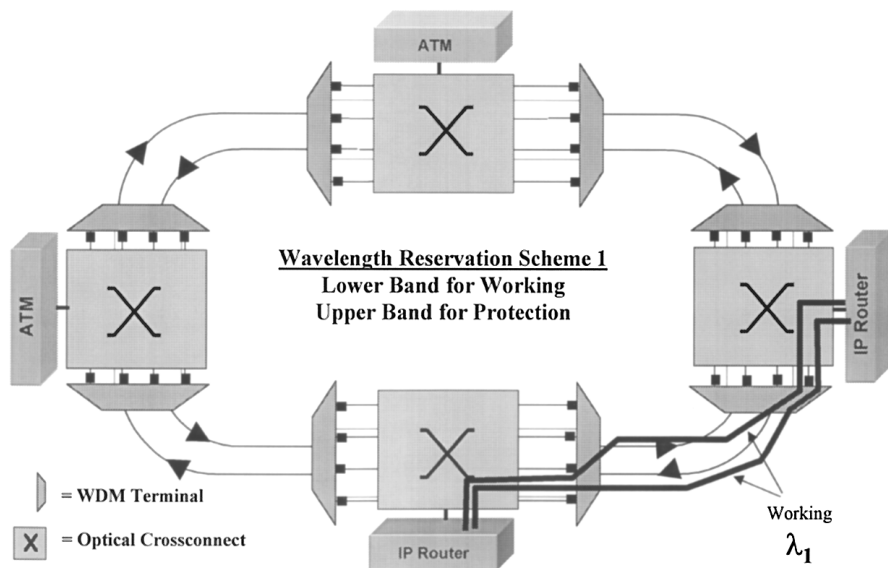 ATM
Wavelength Reservation Scheme 1
Lower Band for Working
Upper Band for Protection
ATM
IP Router
= WDM Terminal
X = Optical Crossconnect
IP Router
Working
λ1